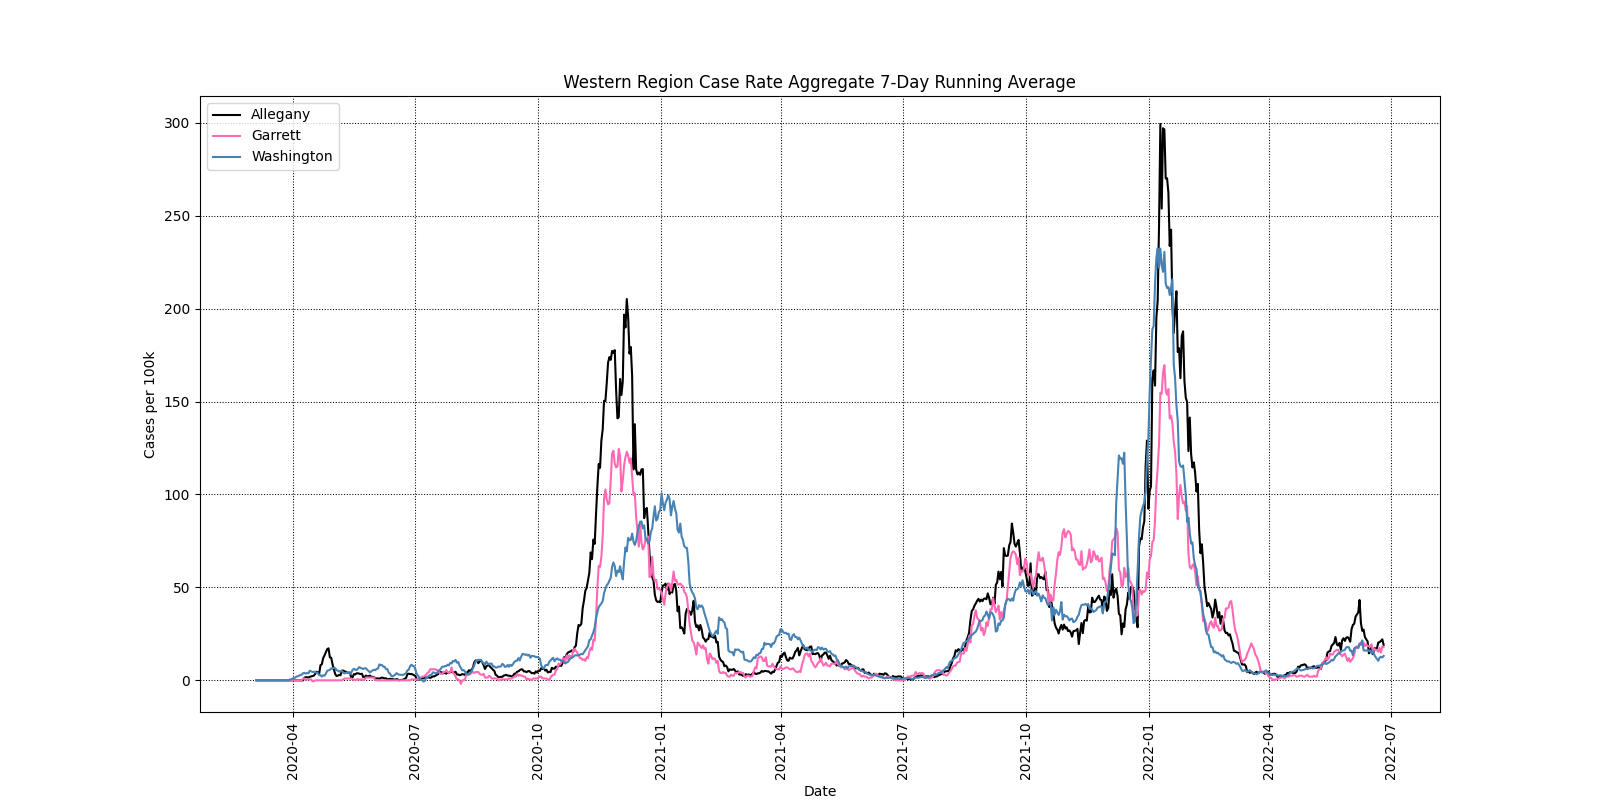 Western Region Case Rate Aggregate 7-Day Running Average
Allegany
Garrett
Washington
300
250
200
150
100
50
0
Cases per 100k
2020-04
2020-07
2020-10
2021-01
2021-04
2021-07
2021-10
2022-01
2022-04
2022-07
Date